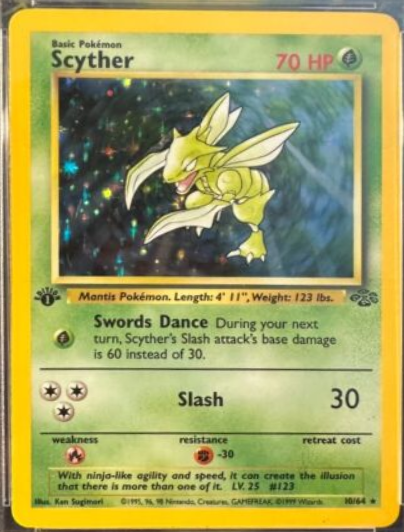 Basic Pokémon
Scyther 70 HP
Mantis Pokémon. Length: 4' 11", Weight: 123 lbs.
Swords Dance During your next
turn, Scyther's Slash attack's base damage
is 60 instead of 30.
Slash 30
weakness resistance retreat cost
-30
With ninja-like agility and speed, it can create the illusion
that there is more than one of it. LV. 25 #123
Illus. Ken Sugimori ©1995, 96, 98 Nintendo, Creatures, GAMEFREAK. ©1999 Wizards. 10/64 ★